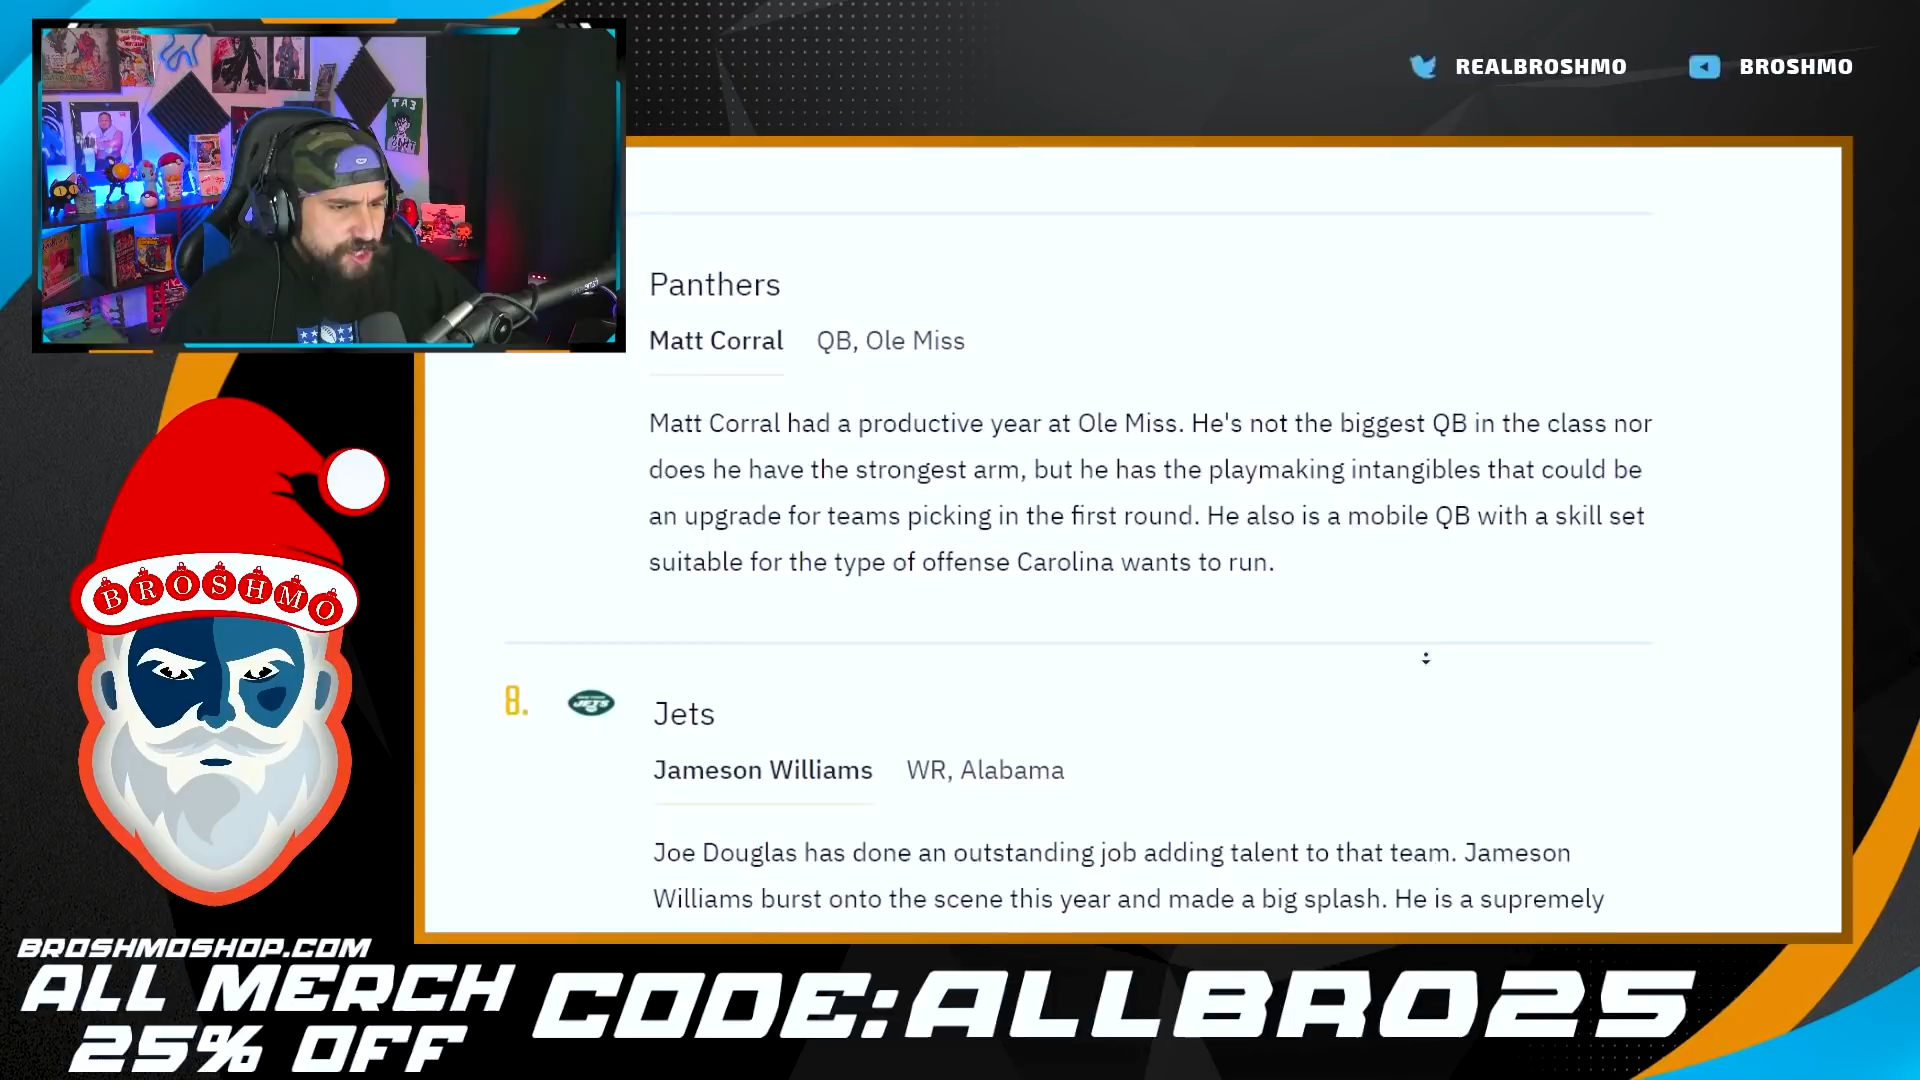 REALBROSHMO
BROSHMO
TA3
Panthers
Matt Corral QB, Ole Miss
Matt Corral had a productive year at Ole Miss. He's not the biggest QB in the class nor
does he have the strongest arm, but he has the playmaking intangibles that could be
an upgrade for teams picking in the first round. He also is a mobile QB with a skill set
suitable for the type of offense Carolina wants to run.
8. JETS Jets
Jameson Williams WR, Alabama
Joe Douglas has done an outstanding job adding talent to that team. Jameson
Williams burst onto the scene this year and made a big splash. He is a supremely
BROSHMO
BROSHMOSHOP.COM
ALL MERCH
25% OFF
CODE:ALLBRO25